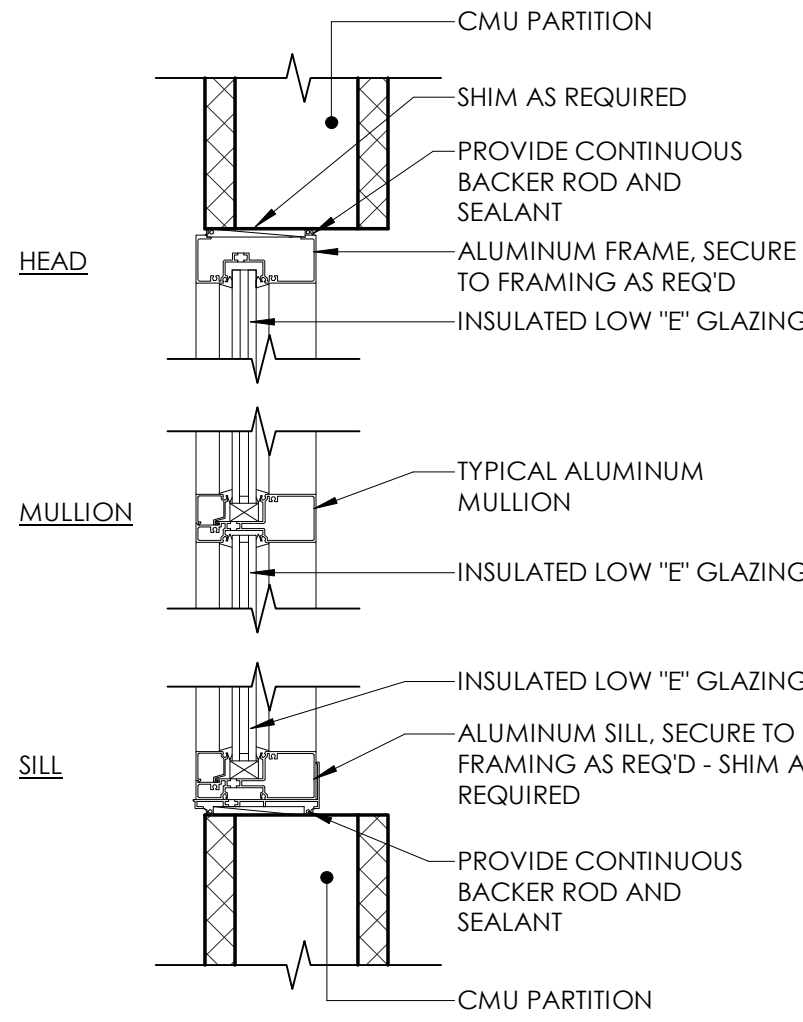 CMU PARTITION
SHIM AS REQUIRED
PROVIDE CONTINUOUS
BACKER ROD AND
SEALANT
HEAD
ALUMINUM FRAME, SECURE
TO FRAMING AS REQ'D
INSULATED LOW "E" GLAZING
TYPICAL ALUMINUM
MULLION
MULLION
INSULATED LOW "E" GLAZING
INSULATED LOW "E" GLAZING
SILL
ALUMINUM SILL, SECURE TO
FRAMING AS REQ'D - SHIM A
REQUIRED
PROVIDE CONTINUOUS
BACKER ROD AND
SEALANT
CMU PARTITION